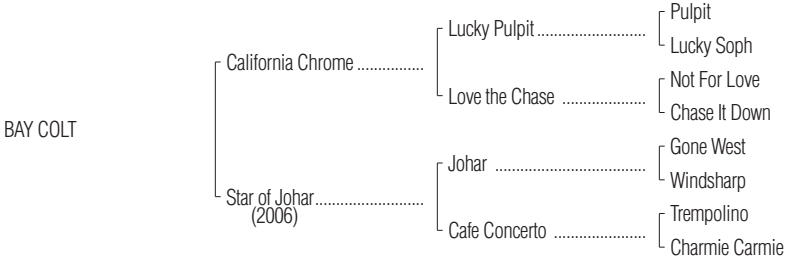 Pulpit
Lucky Pulpit ..........................
Lucky Soph
California Chrome ................
Not For Love
Love the Chase ....................
Chase It Down
BAY COLT
Gone West
Johar ....................................
Windsharp
Star of Johar..........................
(2006)
Trempolino
Cafe Concerto ......................
Charmie Carmie